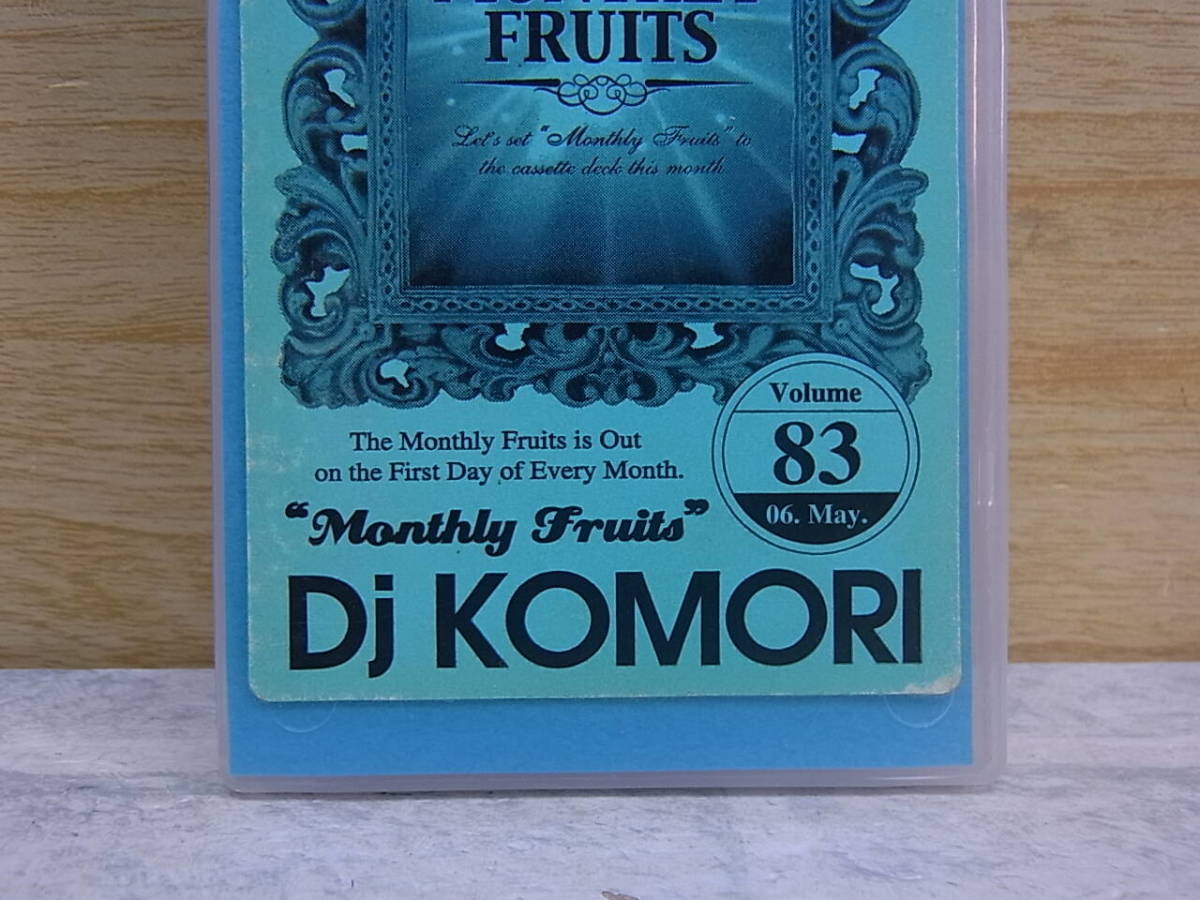 MONTHLY
FRUITS
Let's set "Monthly Fruits" to
the cassette deck this month
Volume
83
06. May.
The Monthly Fruits is Out
on the First Day of Every Month.
“Monthly Fruits”
Dj KOMORI